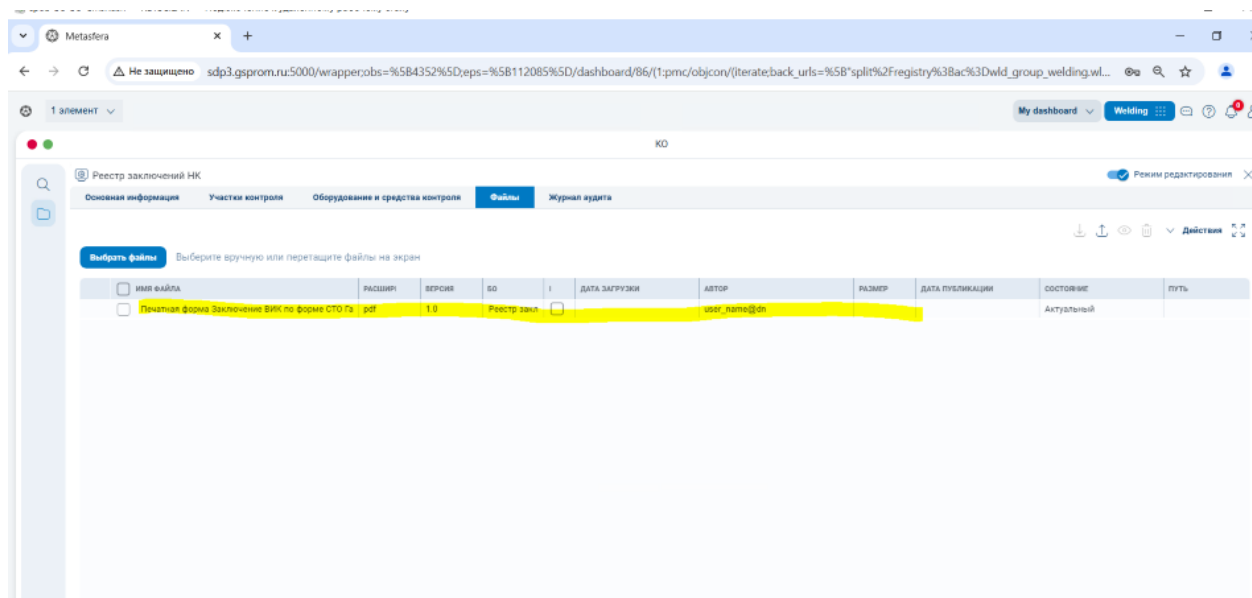 Metasfera
Не защищено sdp3.gsprom.ru:5000/wrapper;obs=%5B4352%5D;eps=%5B112085%5D/dashboard/86/(1:pmc/objcon/(iterate;back_urls=%5B"split%2Fregistry%3Bac%3Dwld_group_welding.wl...
1 элемент My dashboard Welding 0
КО
Реестр заключений НК Режим редактирования
Основная информация Участки контроля Оборудование и средства контроля Файлы Журнал аудита
Действия
Выбрать файлы Выберите вручную или перетащите файлы на экран
ИМЯ ФАЙЛА РАСШИРІ ВЕРСИЯ БО І ДАТА ЗАГРУЗКИ АВТОР РАЗМЕР ДАТА ПУБЛИКАЦИИ СОСТОЯНИЕ ПУТЬ
Печатная форма Заключение ВИК по форме СТО Га pdf 1.0 Реестр закл user_name@dn Актуальный